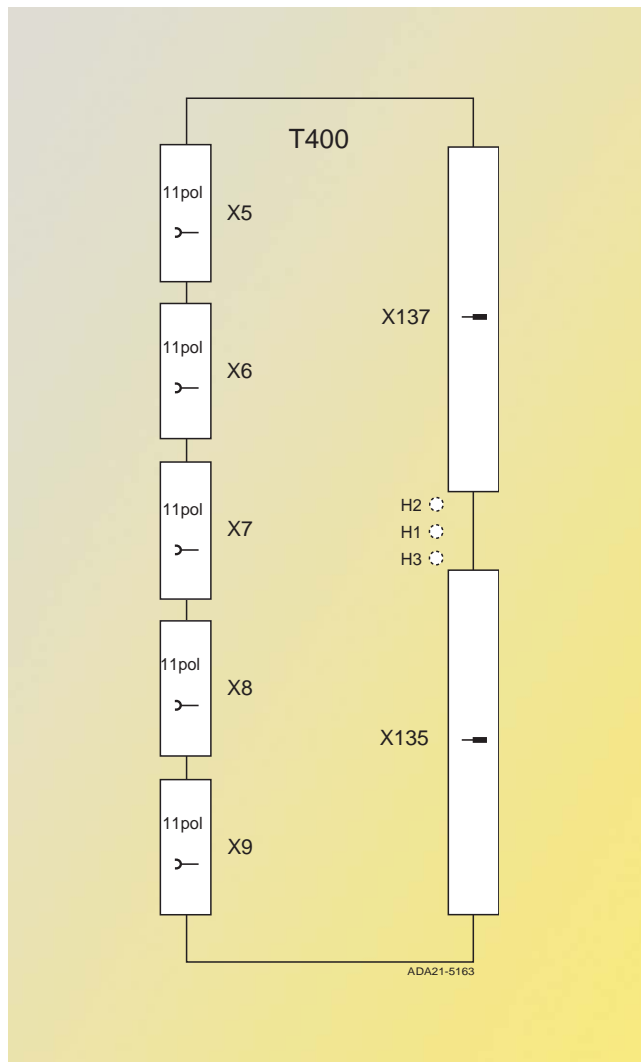 T400
11pol
X5
X137
11pol
X6
11pol
X7
H2
H1
H3
11pol
X8
X135
11pol
X9
ADA21-5163